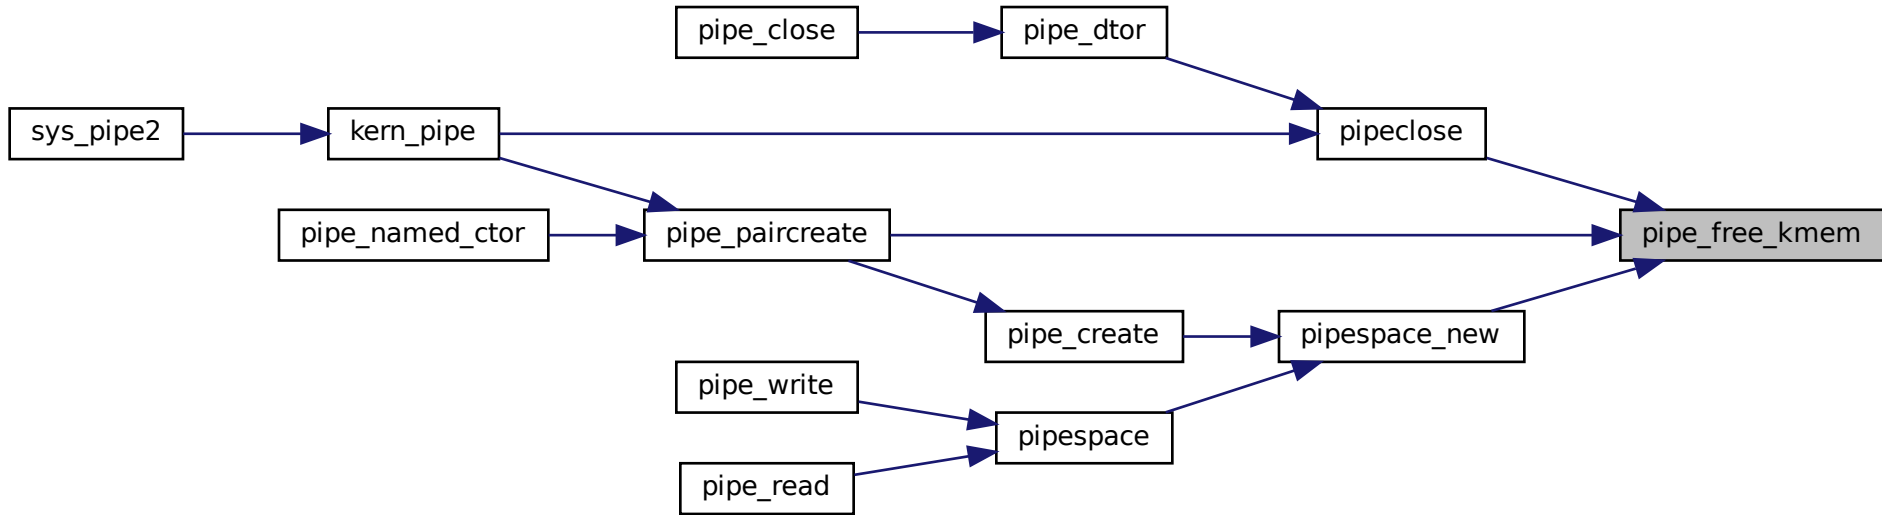 pipe_close
pipe_dtor
sys_pipe2
kern_pipe
pipeclose
pipe_named_ctor
pipe_paircreate
pipe_free_kmem
pipe_create
pipespace_new
pipe_write
pipespace
pipe_read